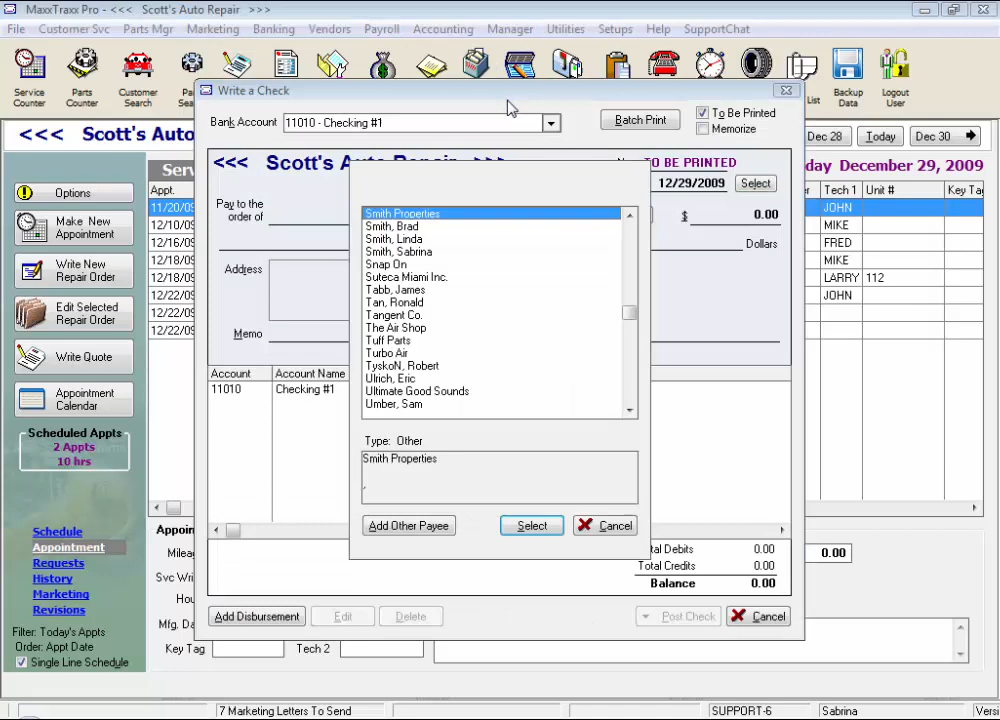 MaxxTraxx Pro - <<< Scott's Auto Repair >>>
File Customer Svc Parts Mgr Marketing Banking Vendors Payroll Accounting Manager Utilities Setups Help SupportChat
Service Counter
Parts Counter
Customer Search
Backup Data
Logout User
List
Write a Check
Bank Account 11010 - Checking #1
Batch Print
To Be Printed
Memorize
<<< Scott's Auto
Dec 28 Today Dec 30
<<< Scott's Auto Repair >>>
TO BE PRINTED
12/29/2009 Select
Pay to the order of
$ 0.00
Dollars
Address
Memo
Account Account Name
11010 Checking #1
Smith Properties
Smith, Brad
Smith, Linda
Smith, Sabrina
Snap On
Suteca Miami Inc.
Tabb, James
Tan, Ronald
Tangent Co.
The Air Shop
Tuff Parts
Turbo Air
TyskoN, Robert
Ulrich, Eric
Ultimate Good Sounds
Umber, Sam
Type: Other
Smith Properties
,
Add Other Payee Select Cancel
tal Debits 0.00
Total Credits 0.00
Balance 0.00
Add Disbursement Edit Delete Post Check Cancel
day December 29, 2009
Tech 1 Unit # Key Tag
JOHN
MIKE
FRED
MIKE
LARRY 112
JOHN
Options
Make New Appointment
Write New Repair Order
Edit Selected Repair Order
Write Quote
Appointment Calendar
Scheduled Appts
2 Appts
10 hrs
Schedule
Appointment
Requests
History
Marketing
Revisions
Filter: Today's Appts
Order: Appt Date
Single Line Schedule
Appt.
11/20/09
12/10/09
12/16/09
12/18/09
12/18/09
12/22/09
12/22/09
12/22/09
Appoin
Milea
Svc Wri
Hou
Mfg. Da
Key Tag
Tech 2
0.00
7 Marketing Letters To Send SUPPORT-6 Sabrina Versi